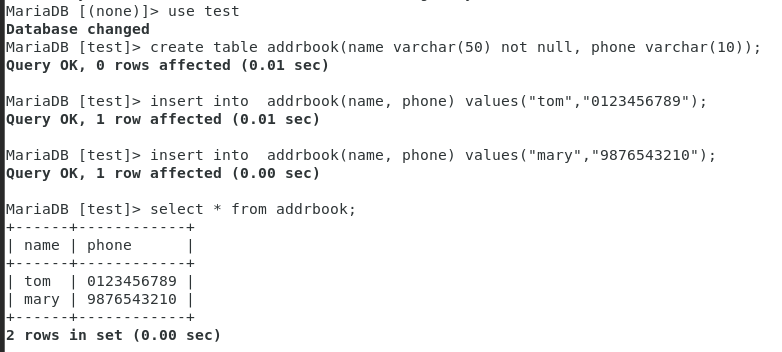 MariaDB [(none)]> use test
Database changed
MariaDB [test]> create table addrbook(name varchar(50) not null, phone varchar(10));
Query OK, 0 rows affected (0.01 sec)

MariaDB [test]> insert into  addrbook(name, phone) values("tom","0123456789");
Query OK, 1 row affected (0.01 sec)

MariaDB [test]> insert into  addrbook(name, phone) values("mary","9876543210");
Query OK, 1 row affected (0.00 sec)

MariaDB [test]> select * from addrbook;
+------+------------+
| name | phone      |
+------+------------+
| tom  | 0123456789 |
| mary | 9876543210 |
+------+------------+
2 rows in set (0.00 sec)